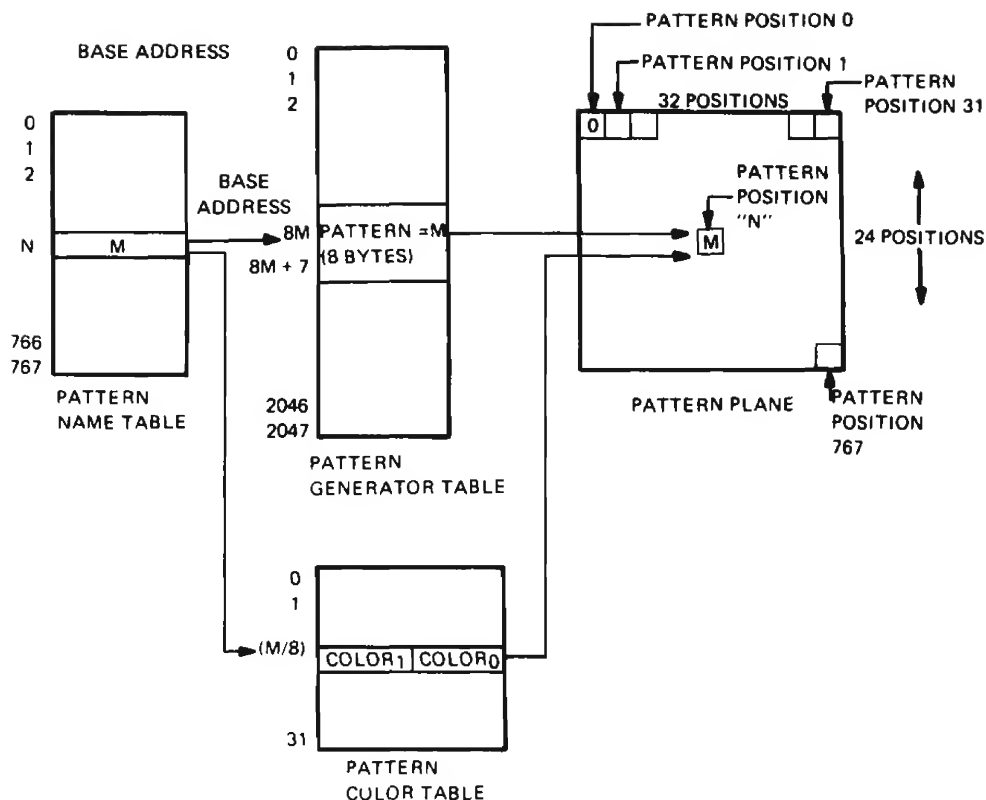 BASE ADDRESS
0
1
2
N
M
766
767
PATTERN
NAME TABLE
BASE
ADDRESS
0
1
2
8M
8M + 7
PATTERN =M
(8 BYTES)
2046
2047
PATTERN
GENERATOR TABLE
0
1
(M/8)
COLOR1 COLOR0
31
PATTERN
COLOR TABLE
PATTERN POSITION 0
PATTERN POSITION 1
32 POSITIONS
PATTERN
POSITION 31
0
PATTERN
POSITION
"N"
M
24 POSITIONS
PATTERN PLANE
PATTERN
POSITION
767